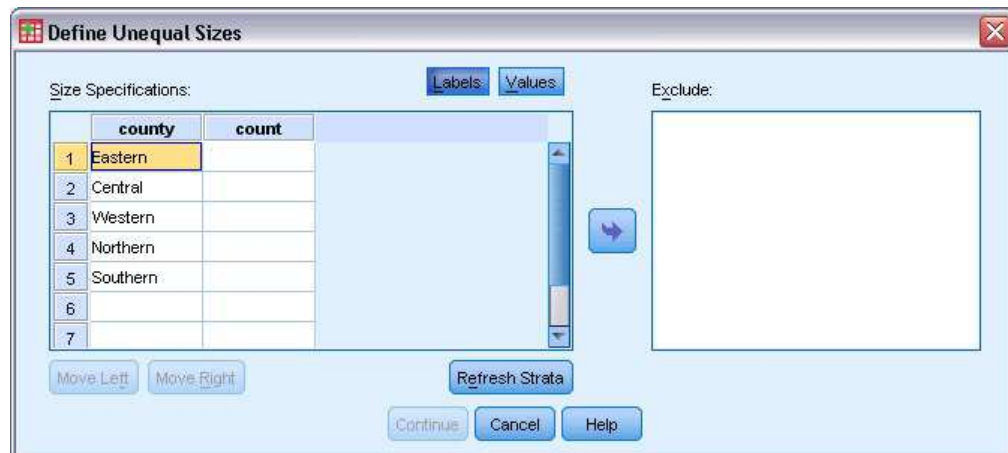 Define Unequal Sizes
Size Specifications:
Labels
Values
Exclude:
county count
1 Eastern
2 Central
3 Western
4 Northern
5 Southern
6
7
Move Left
Move Right
Refresh Strata
Continue
Cancel
Help